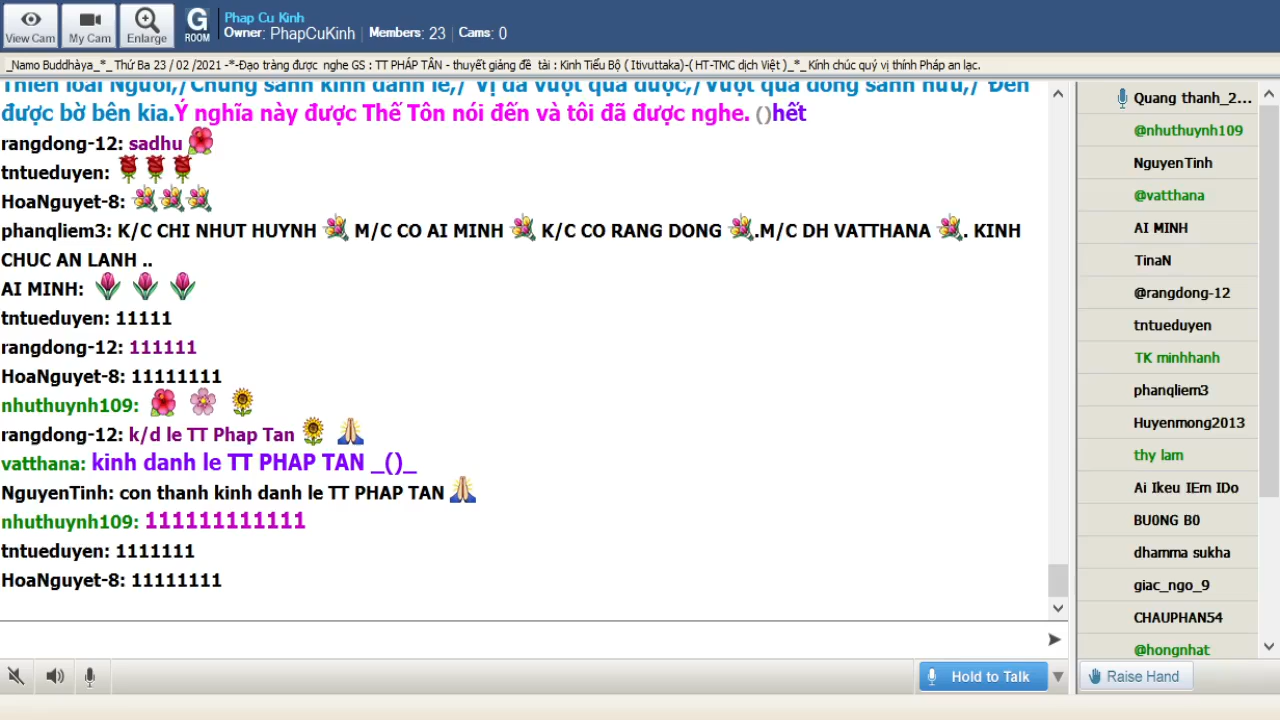 View Cam
My Cam
Enlarge
G
ROOM
Phap Cu Kinh
Owner: PhapCuKinh | Members: 23 | Cams: 0
_Namo Buddhàya_*_ Thứ Ba 23 / 02 /2021 -*-Đạo tràng được nghe GS : TT PHÁP TÂN - thuyết giảng đề tài : Kinh Tiểu Bộ ( Itivuttaka)-( HT-TMC dịch Việt )_*_ Kính chúc quý vị thính Pháp an lạc.
được bờ bên kia.Ý nghĩa này được Thế Tôn nói đến và tôi đã được nghe. ()hết
rangdong-12: sadhu
tntueduyen:
HoaNguyet-8:
phanqliem3: K/C CHI NHUT HUYNH M/C CO AI MINH K/C CO RANG DONG .M/C DH VATTHANA . KINH
CHUC AN LANH ..
AI MINH:
tntueduyen: 11111
rangdong-12: 111111
HoaNguyet-8: 11111111
nhuthuynh109:
rangdong-12: k/d le TT Phap Tan
vatthana: kinh danh le TT PHAP TAN _()_
NguyenTinh: con thanh kinh danh le TT PHAP TAN
nhuthuynh109: 111111111111
tntueduyen: 1111111
HoaNguyet-8: 11111111
Hold to Talk
Quang thanh_2...
@nhuthuynh109
NguyenTinh
@vatthana
AI MINH
TinaN
@rangdong-12
tntueduyen
TK minhhanh
phanqliem3
Huyenmong2013
thy lam
Ai Ikeu IEm IDo
BU0NG B0
dhamma sukha
giac_ngo_9
CHAUPHAN54
@hongnhat
Raise Hand